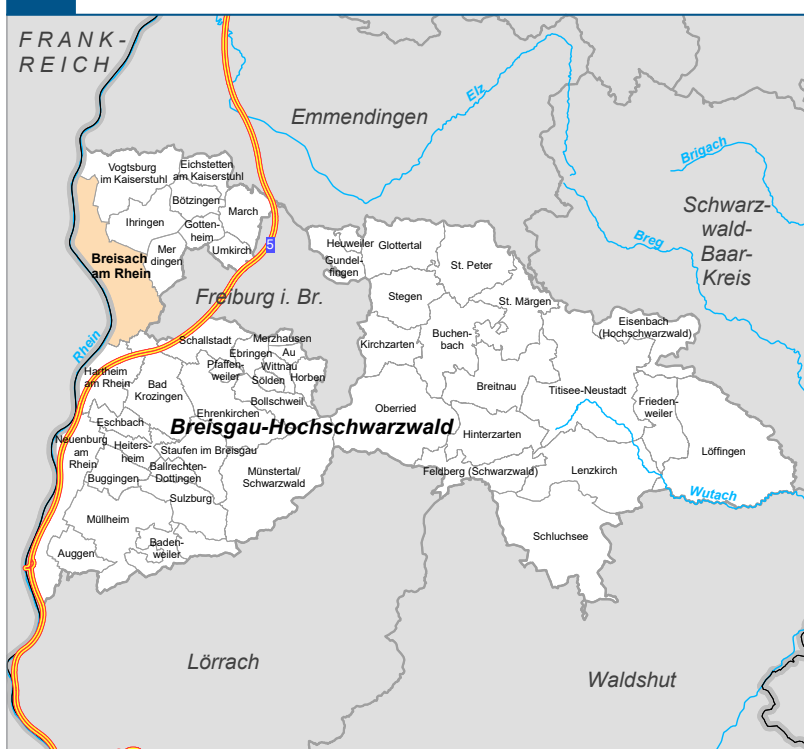 FRANK-
REICH
Emmendingen
Elz
Brigach
Breg
Schwarz-
wald-
Baar-
Kreis
Vogtsburg
im Kaiserstuhl
Eichstetten
am Kaiserstuhl
Bötzingen
March
Ihringen
Gotten-
heim
Mer
dingen
Umkirch
5
Breisach
am Rhein
Freiburg i. Br.
Rhein
Heuweiler
Glottertal
Gundel-
fingen
St. Peter
Stegen
St. Märgen
Eisenbach
(Hochschwarzwald)
Kirchzarten
Buchen-
bach
Schallstadt
Merzhausen
Ebringen
Au
Pfaffen-
weiler
Wittnau
Sölden
Horben
Hartheim
am Rhein
Bad
Krozingen
Bollschweil
Breitnau
Titisee-Neustadt
Frieden-
weiler
Oberried
Ehrenkirchen
Eschbach
Breisgau-Hochschwarzwald
Hinterzarten
Löffingen
Neuenburg
am
Rhein
Heiters-
heim
Staufen im Breisgau
Ballrechten-
Dottingen
Münstertal/
Schwarzwald
Feldberg (Schwarzwald)
Lenzkirch
Buggingen
Sulzburg
Wutach
Müllheim
Schluchsee
Auggen
Baden-
weiler
Lörrach
Waldshut